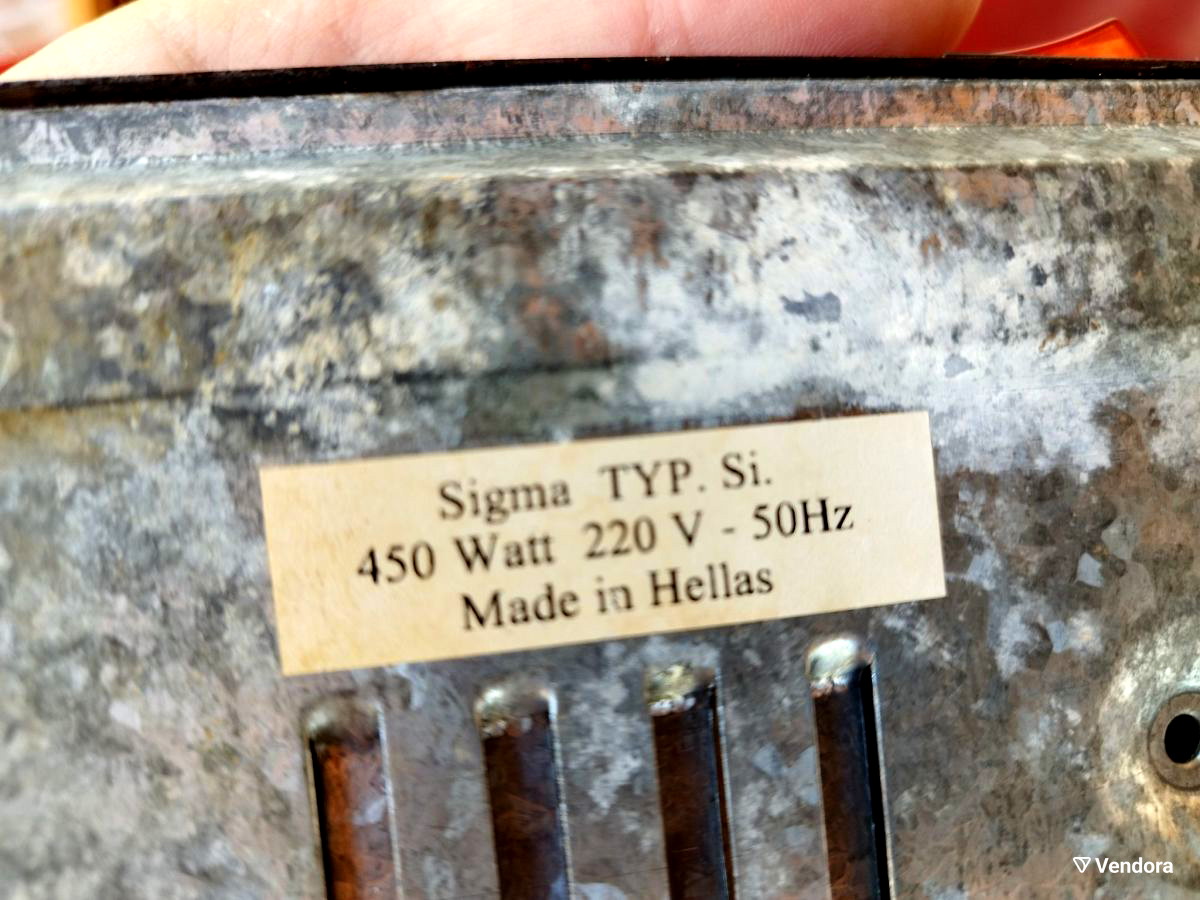 Sigma TYP. Si.
450 Watt 220 V - 50Hz
Made in Hellas
Vendora